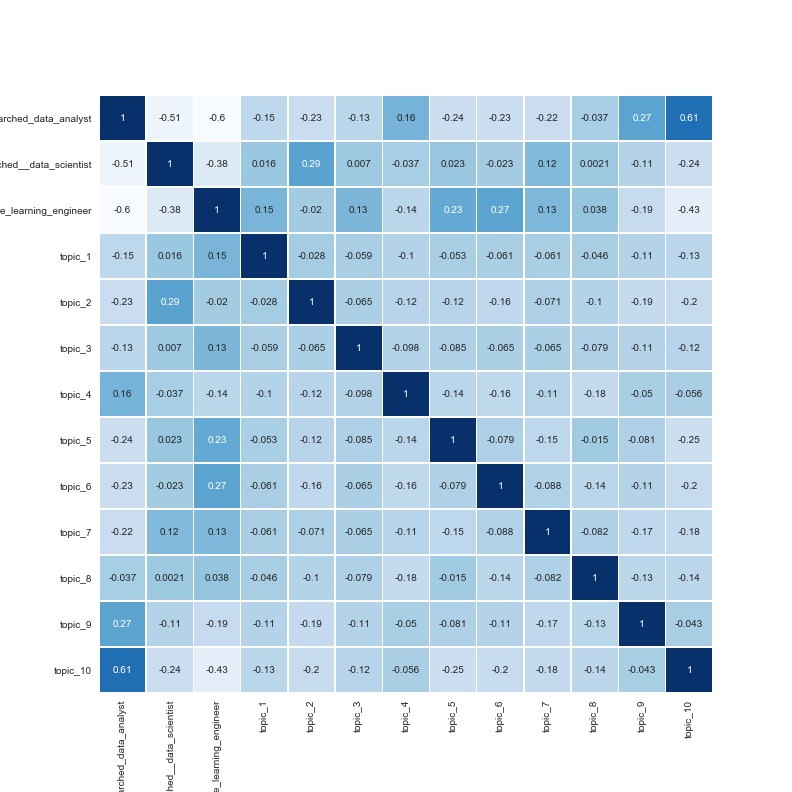 arched_data_analyst 1 -0.51 -0.6 -0.15 -0.23 -0.13 0.16 -0.24 -0.23 -0.22 -0.037 0.27 0.61
ched__data_scientist -0.51 1 -0.38 0.016 0.29 0.007 -0.037 0.023 -0.023 0.12 0.0021 -0.11 -0.24
e_learning_engineer -0.6 -0.38 1 0.15 -0.02 0.13 -0.14 0.23 0.27 0.13 0.038 -0.19 -0.43
topic_1 -0.15 0.016 0.15 1 -0.028 -0.059 -0.1 -0.053 -0.061 -0.061 -0.046 -0.11 -0.13
topic_2 -0.23 0.29 -0.02 -0.028 1 -0.065 -0.12 -0.12 -0.16 -0.071 -0.1 -0.19 -0.2
topic_3 -0.13 0.007 0.13 -0.059 -0.065 1 -0.098 -0.085 -0.065 -0.065 -0.079 -0.11 -0.12
topic_4 0.16 -0.037 -0.14 -0.1 -0.12 -0.098 1 -0.14 -0.16 -0.11 -0.18 -0.05 -0.056
topic_5 -0.24 0.023 0.23 -0.053 -0.12 -0.085 -0.14 1 -0.079 -0.15 -0.015 -0.081 -0.25
topic_6 -0.23 -0.023 0.27 -0.061 -0.16 -0.065 -0.16 -0.079 1 -0.088 -0.14 -0.11 -0.2
topic_7 -0.22 0.12 0.13 -0.061 -0.071 -0.065 -0.11 -0.15 -0.088 1 -0.082 -0.17 -0.18
topic_8 -0.037 0.0021 0.038 -0.046 -0.1 -0.079 -0.18 -0.015 -0.14 -0.082 1 -0.13 -0.14
topic_9 0.27 -0.11 -0.19 -0.11 -0.19 -0.11 -0.05 -0.081 -0.11 -0.17 -0.13 1 -0.043
topic_10 0.61 -0.24 -0.43 -0.13 -0.2 -0.12 -0.056 -0.25 -0.2 -0.18 -0.14 -0.043 1
arched_data_analyst ched__data_scientist e_learning_engineer topic_1 topic_2 topic_3 topic_4 topic_5 topic_6 topic_7 topic_8 topic_9 topic_10